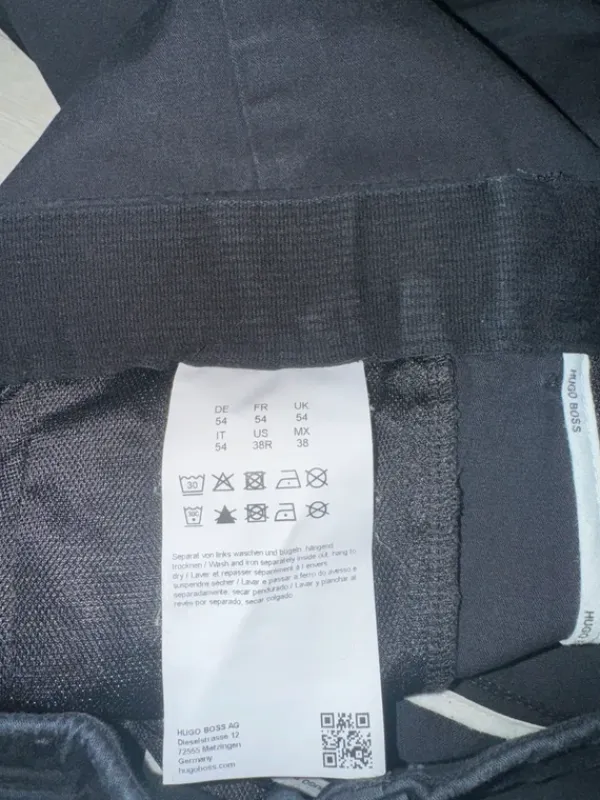 DE FR UK
54 54 54
IT US MX
54 38R 38
30
Separat von links waschen und bügeln, hängend
trocknen / Wash and iron separately inside out, hang to
dry / Laver et repasser séparément à l envers
suspendre sécher / Lavar e passar a ferro do avesso e
separadamente, secar pendurado / Lavar y planchar al
revés por separado, secar colgado.
HUGO BOSS AG
Dieselstrasse 12
72555 Metzingen
Germany
hugoboss.com
HUGO BOSS
HUGO